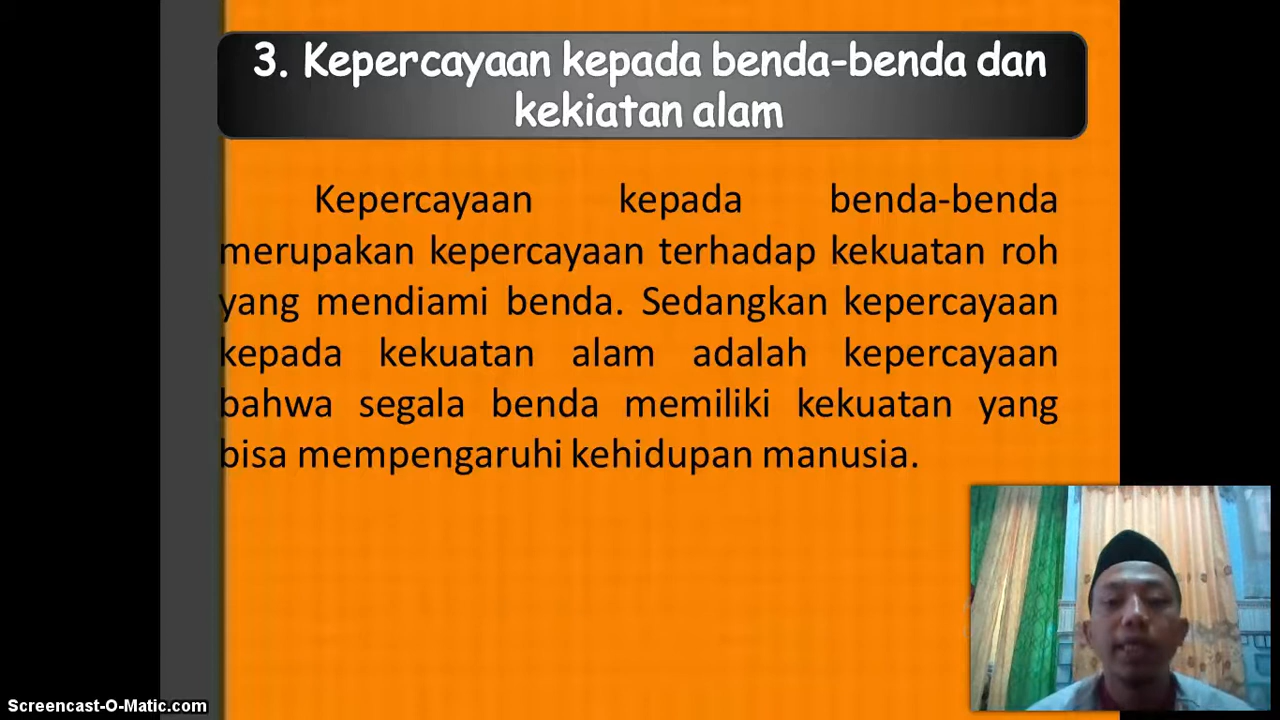 3. Kepercayaan kepada benda-benda dan
kekiatan alam
Kepercayaan kepada benda-benda
merupakan kepercayaan terhadap kekuatan roh
yang mendiami benda. Sedangkan kepercayaan
kepada kekuatan alam adalah kepercayaan
bahwa segala benda memiliki kekuatan yang
bisa mempengaruhi kehidupan manusia.
Screencast-O-Matic.com